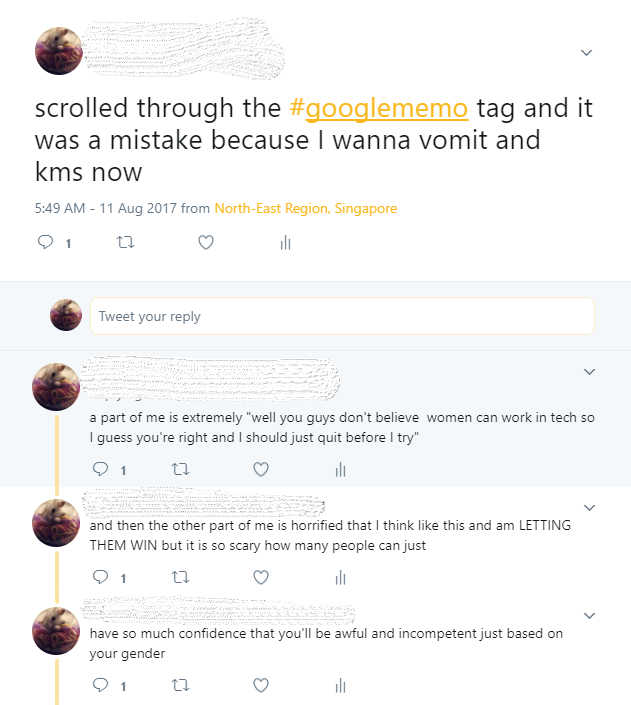 scrolled through the #googlememo tag and it
was a mistake because I wanna vomit and
kms now
5:49 AM - 11 Aug 2017 from North-East Region, Singapore
1
Tweet your reply
a part of me is extremely "well you guys don't believe women can work in tech so
I guess you're right and I should just quit before I try"
1
and then the other part of me is horrified that I think like this and am LETTING
THEM WIN but it is so scary how many people can just
1
have so much confidence that you'll be awful and incompetent just based on
your gender
1